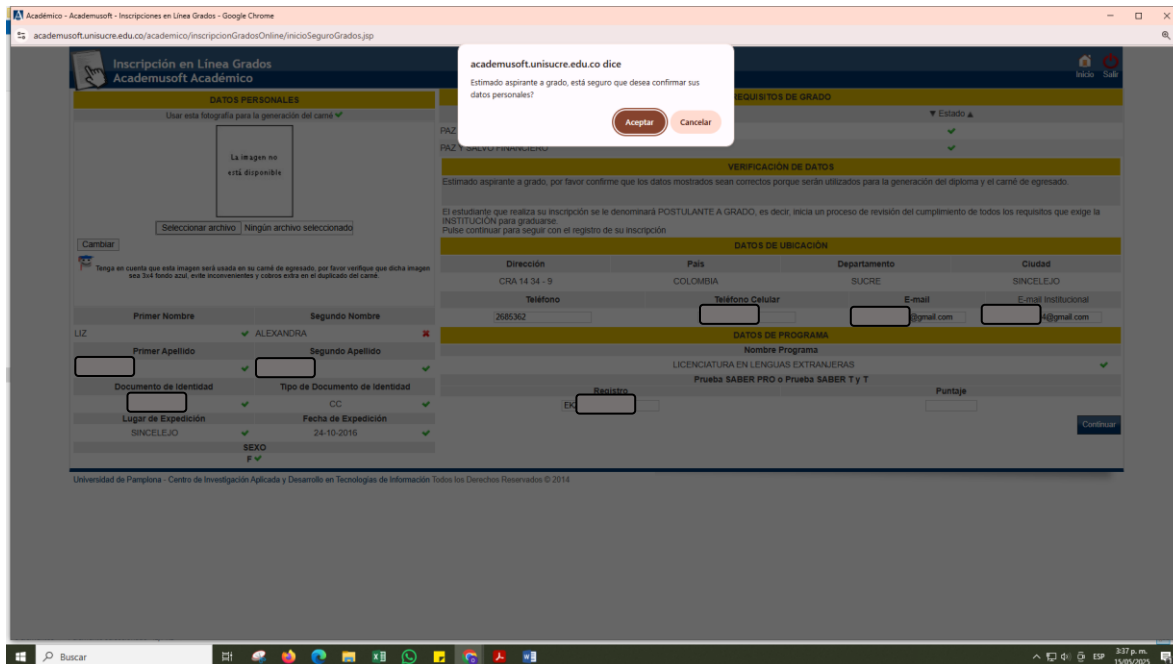 Académico - Academusoft - Inscripciones en Línea Grados - Google Chrome
academusoft.unisucre.edu.co/academico/inscripcionGradosOnline/inicioSeguroGrados.jsp
Inscripción en Línea Grados
Academusoft Académico
Inicio Salir
academusoft.unisucre.edu.co dice
Estimado aspirante a grado, está seguro que desea confirmar sus
datos personales?
Aceptar Cancelar
DATOS PERSONALES
Usar esta fotografía para la generación del carné
La imagen no
está disponible
Seleccionar archivo Ningún archivo seleccionado
Cambiar
Tenga en cuenta que esta imagen será usada en su carné de egresado, por favor verifique que dicha imagen
sea 3x4 fondo azul, evite inconvenientes y cobros extra en el duplicado del carné.
Primer Nombre Segundo Nombre
LIZ ALEXANDRA
Primer Apellido Segundo Apellido
Documento de Identidad Tipo de Documento de Identidad
CC
Lugar de Expedición Fecha de Expedición
SINCELEJO 24-10-2016
SEXO
F
REQUISITOS DE GRADO
▼ Estado ▲
PAZ
PAZ Y SALVO FINANCIERO
VERIFICACIÓN DE DATOS
Estimado aspirante a grado, por favor confirme que los datos mostrados sean correctos porque serán utilizados para la generación del diploma y el carné de egresado.
El estudiante que realiza su inscripción se le denominará POSTULANTE A GRADO, es decir, inicia un proceso de revisión del cumplimiento de todos los requisitos que exige la
INSTITUCIÓN para graduarse.
Pulse continuar para seguir con el registro de su inscripción
DATOS DE UBICACIÓN
Dirección País Departamento Ciudad
CRA 14 34 - 9 COLOMBIA SUCRE SINCELEJO
Teléfono Teléfono Celular E-mail E-mail Institucional
2685362 @gmail.com 4@gmail.com
DATOS DE PROGRAMA
Nombre Programa
LICENCIATURA EN LENGUAS EXTRANJERAS
Prueba SABER PRO o Prueba SABER T y T
Registro Puntaje
EK
Continuar
Universidad de Pamplona - Centro de Investigación Aplicada y Desarrollo en Tecnologías de Información Todos los Derechos Reservados © 2014
Buscar
ESP
3:37 p. m.
15/05/2025